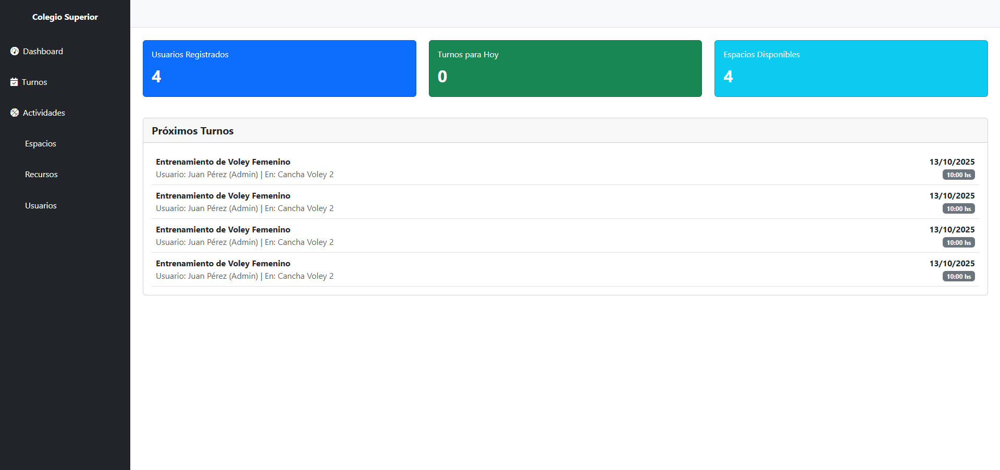 Colegio Superior
Dashboard
Turnos
Actividades
Espacios
Recursos
Usuarios
Usuarios Registrados
4
Turnos para Hoy
0
Espacios Disponibles
4
Próximos Turnos
Entrenamiento de Voley Femenino
13/10/2025
Usuario: Juan Pérez (Admin) | En: Cancha Voley 2
10:00 hs
Entrenamiento de Voley Femenino
13/10/2025
Usuario: Juan Pérez (Admin) | En: Cancha Voley 2
10:00 hs
Entrenamiento de Voley Femenino
13/10/2025
Usuario: Juan Pérez (Admin) | En: Cancha Voley 2
10:00 hs
Entrenamiento de Voley Femenino
13/10/2025
Usuario: Juan Pérez (Admin) | En: Cancha Voley 2
10:00 hs